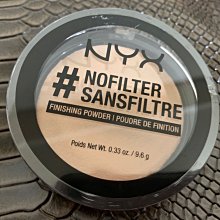 NYX
#NOFILTER
SANSFILTRE
FINISHING POWDER / POUDRE DE FINITION
Poids Net Wt. 0.33 oz. / 9.6 g